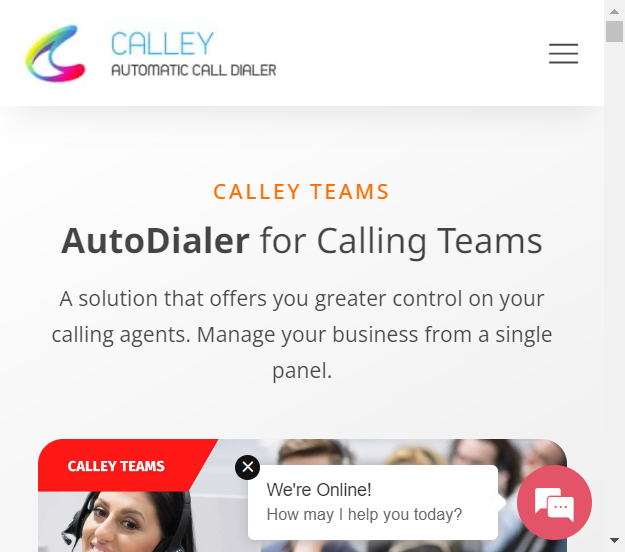 CALLEY
AUTOMATIC CALL DIALER
CALLEY TEAMS
AutoDialer for Calling Teams
A solution that offers you greater control on your
calling agents. Manage your business from a single
panel.
CALLEY TEAMS
We're Online!
How may I help you today?